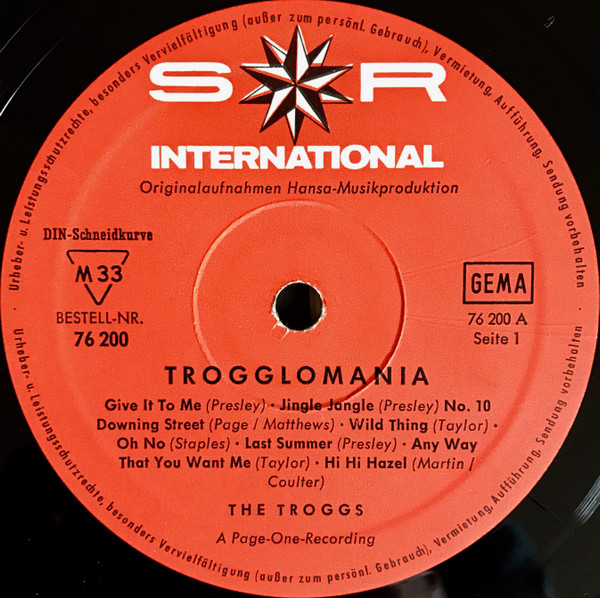 Urheber- u. Leistungsschutzrechte, besonders Vervielfältigung (außer zum persönl. Gebrauch), Vermietung, Aufführung, Sendung vorbehalten
S R
INTERNATIONAL
Originalaufnahmen Hansa-Musikproduktion
DIN-Schneidkurve
M 33
BESTELL-NR.
76 200
GEMA
76 200 A
Seite 1
TROGGLOMANIA
Give It To Me (Presley) · Jingle Jangle (Presley) No. 10
Downing Street (Page / Matthews) · Wild Thing (Taylor) ·
Oh No (Staples) · Last Summer (Presley) · Any Way
That You Want Me (Taylor) · Hi Hi Hazel (Martin /
Coulter)
THE TROGGS
A Page-One-Recording
Urheber- u. Leistungsschutzrechte, besonders Vervielfältigung (außer zum persönl. Gebrauch), Vermietung, Aufführung, Sendung vorbehalten